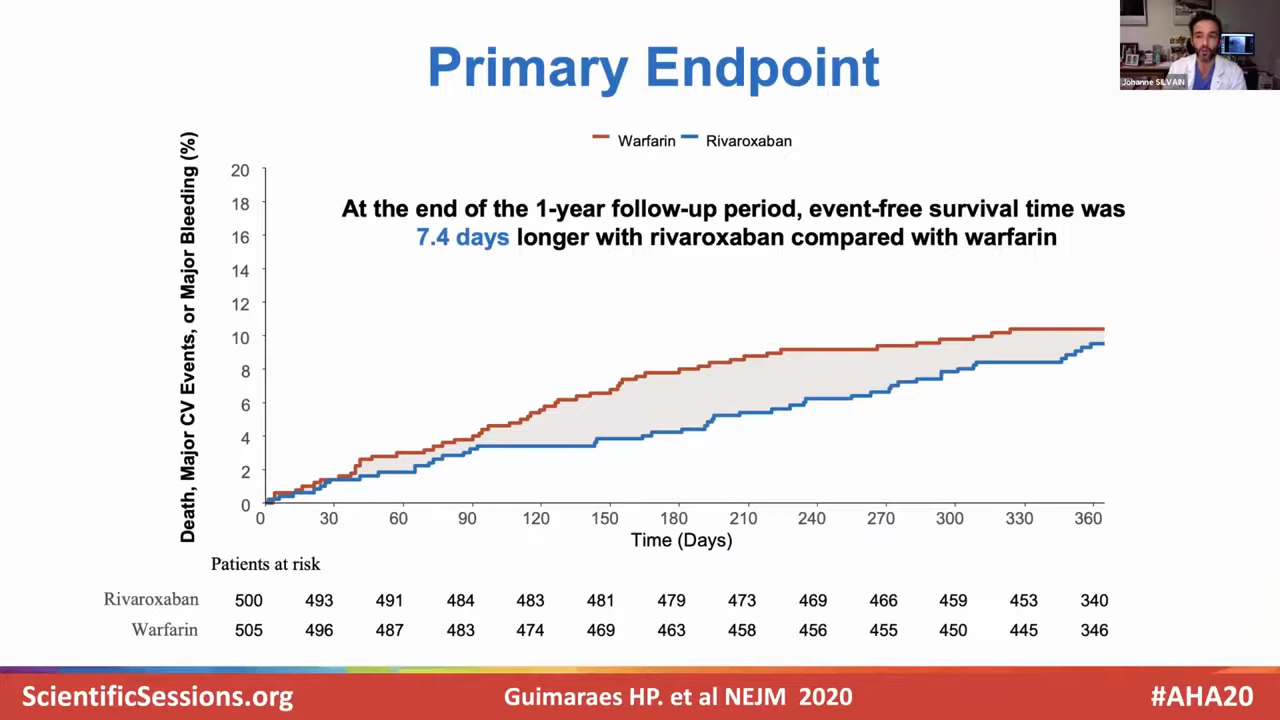 Primary Endpoint
Johanne SILVAIN
Warfarin Rivaroxaban
Death, Major CV Events, or Major Bleeding (%)
20
18
16
14
12
10
8
6
4
2
0
At the end of the 1-year follow-up period, event-free survival time was
7.4 days longer with rivaroxaban compared with warfarin
0 30 60 90 120 150 180 210 240 270 300 330 360
Time (Days)
Patients at risk
Rivaroxaban 500 493 491 484 483 481 479 473 469 466 459 453 340
Warfarin 505 496 487 483 474 469 463 458 456 455 450 445 346
ScientificSessions.org Guimaraes HP. et al NEJM 2020 #AHA20